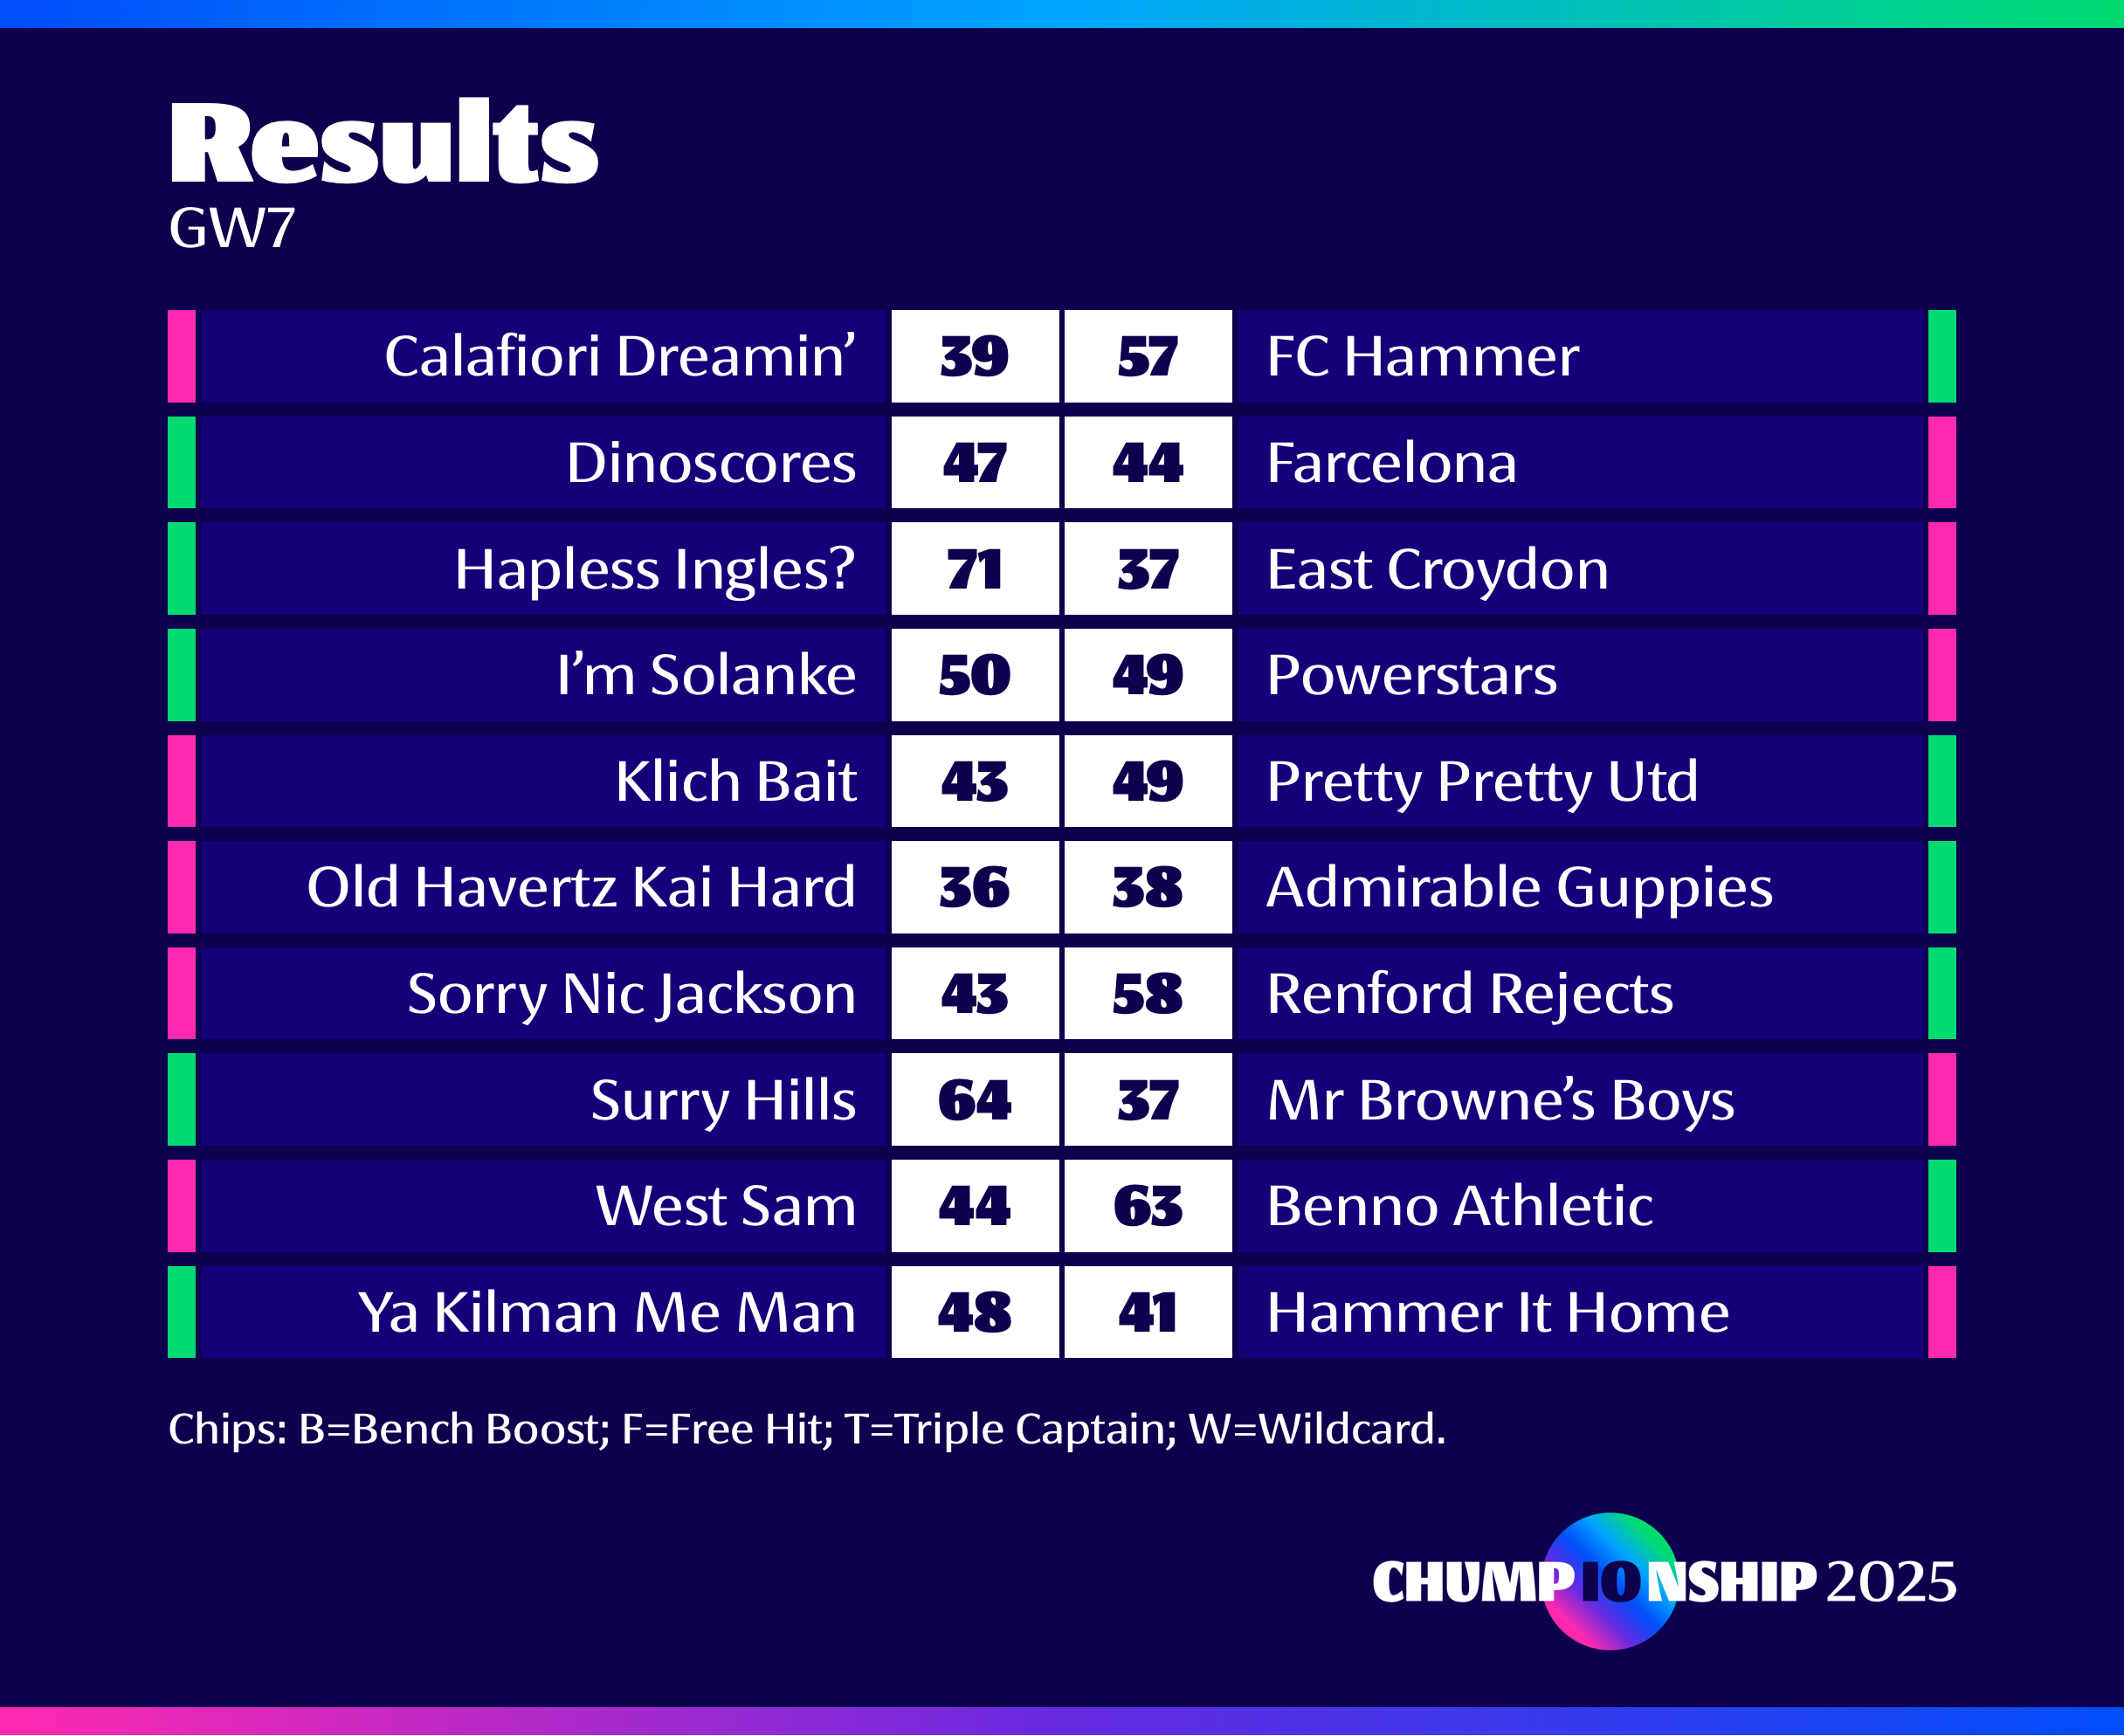 Results
GW7
Calafiori Dreamin’ 39 57 FC Hammer
Dinoscores 47 44 Farcelona
Hapless Ingles? 71 37 East Croydon
I’m Solanke 50 49 Powerstars
Klich Bait 43 49 Pretty Pretty Utd
Old Havertz Kai Hard 36 38 Admirable Guppies
Sorry Nic Jackson 43 58 Renford Rejects
Surry Hills 64 37 Mr Browne’s Boys
West Sam 44 63 Benno Athletic
Ya Kilman Me Man 48 41 Hammer It Home
Chips: B=Bench Boost; F=Free Hit; T=Triple Captain; W=Wildcard.
CHUMPIONSHIP 2025